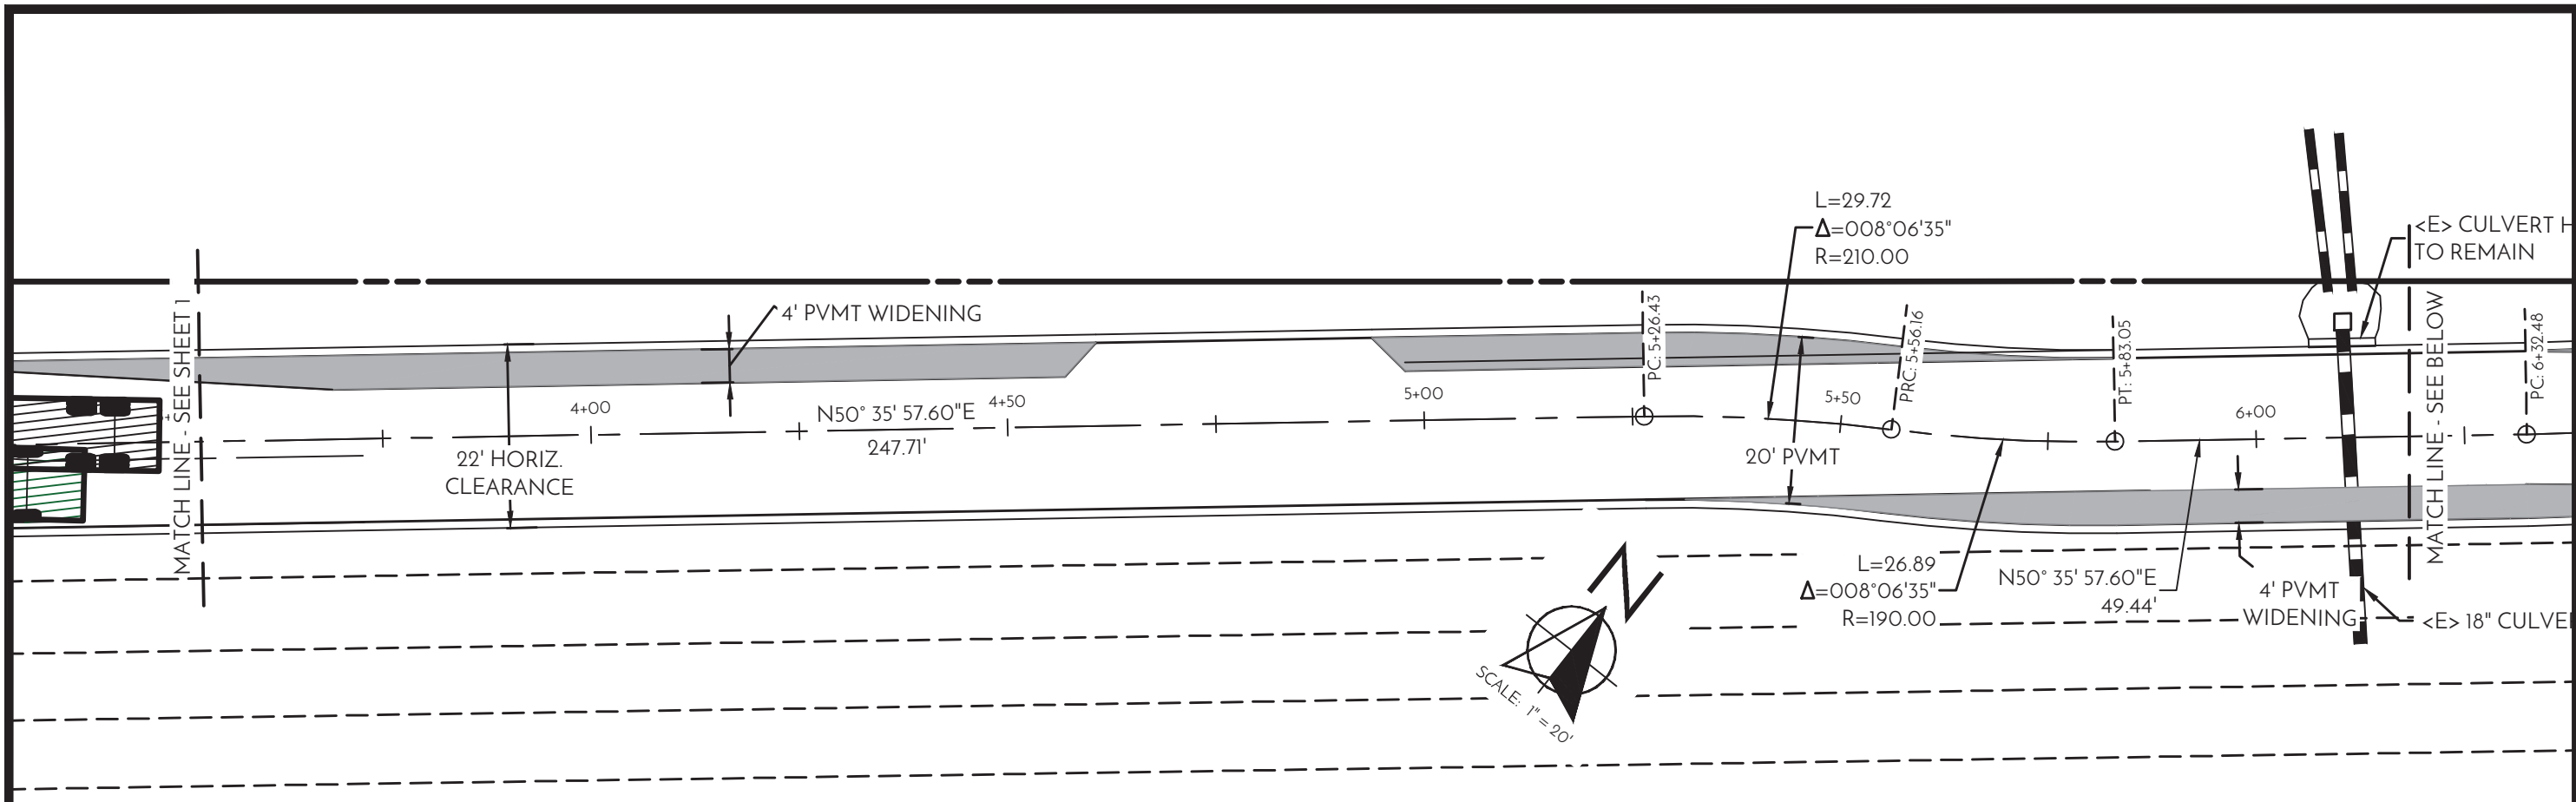 L=29.72
Δ=008°06'35"
R=210.00
<E> CULVERT H
TO REMAIN
4' PVMT WIDENING
MATCH LINE - SEE SHEET 1
PC: 5+26.43
PRC: 5+56.16
PT: 5+83.05
MATCH LINE - SEE BELOW
PC: 6+32.48
4+00
N50° 35' 57.60"E
247.71'
4+50
5+00
5+50
6+00
22' HORIZ.
CLEARANCE
20' PVMT
L=26.89
Δ=008°06'35"
R=190.00
N50° 35' 57.60"E
49.44'
4' PVMT
WIDENING
<E> 18" CULVE
N
SCALE: 1" = 20'